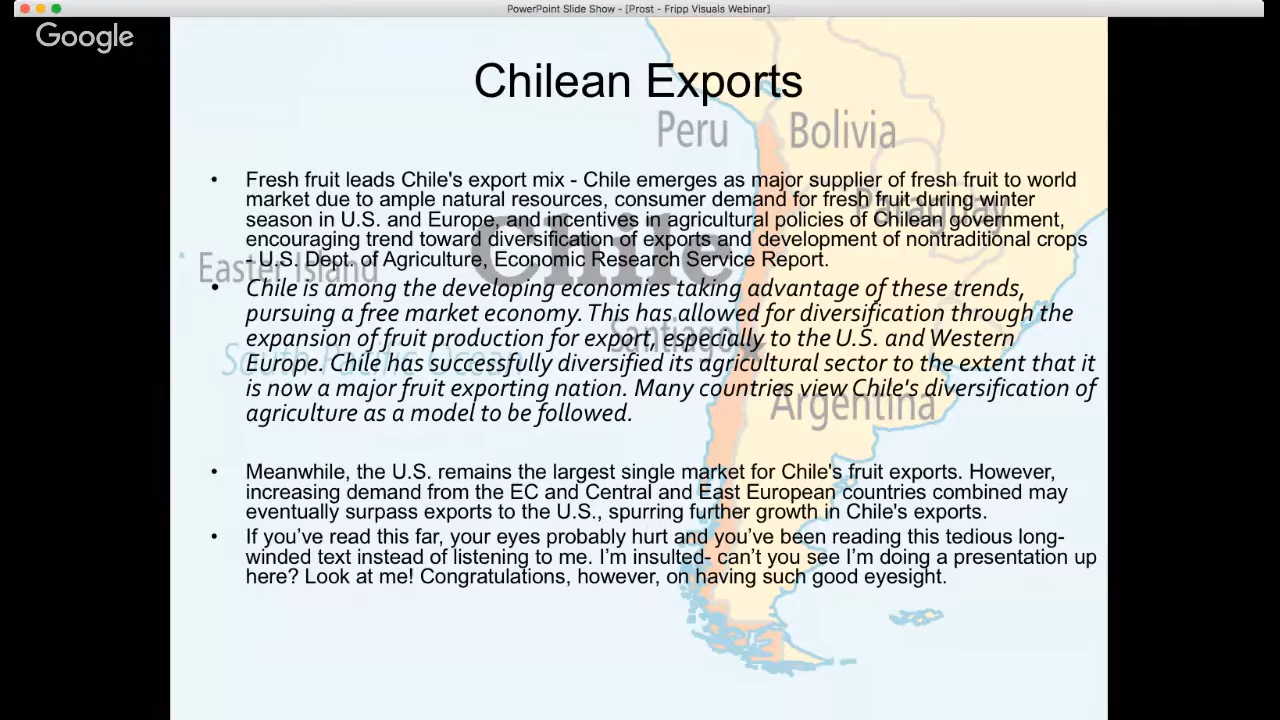 PowerPoint Slide Show - [Prost - Fripp Visuals Webinar]
Google
Chilean Exports
Peru
Bolivia
• Fresh fruit leads Chile's export mix - Chile emerges as major supplier of fresh fruit to world
market due to ample natural resources, consumer demand for fresh fruit during winter
season in U.S. and Europe and incentives in agricultural policies of Chilean government,
encouraging trend toward diversification of exports and development of nontraditional crops
- U.S. Dept. of Agriculture, Economic Research Service Report.
Paraguay
Chile
Easter Island
• Chile is among the developing economies taking advantage of these trends,
pursuing a free market economy. This has allowed for diversification through the
expansion of fruit production for export, especially to the U.S. and Western
Europe. Chile has successfully diversified its agricultural sector to the extent that it
is now a major fruit exporting nation. Many countries view Chile's diversification of
agriculture as a model to be followed.
Santiago
South Pacific Ocean
Argentina
• Meanwhile, the U.S. remains the largest single market for Chile's fruit exports. However,
increasing demand from the EC and Central and East European countries combined may
eventually surpass exports to the U.S., spurring further growth in Chile's exports.
• If you've read this far, your eyes probably hurt and you've been reading this tedious long-
winded text instead of listening to me. I'm insulted- can't you see I'm doing a presentation up
here? Look at me! Congratulations, however, on having such good eyesight.